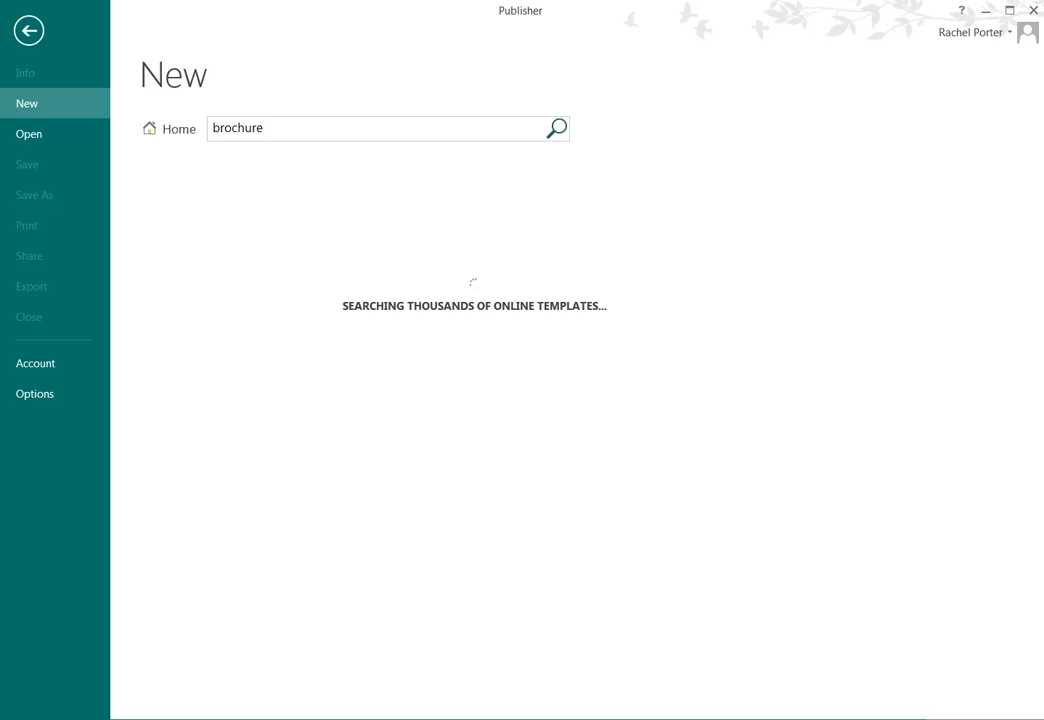 Publisher
?
Rachel Porter
Info
New
Open
Save
Save As
Print
Share
Export
Close
Account
Options
New
Home
brochure
SEARCHING THOUSANDS OF ONLINE TEMPLATES...